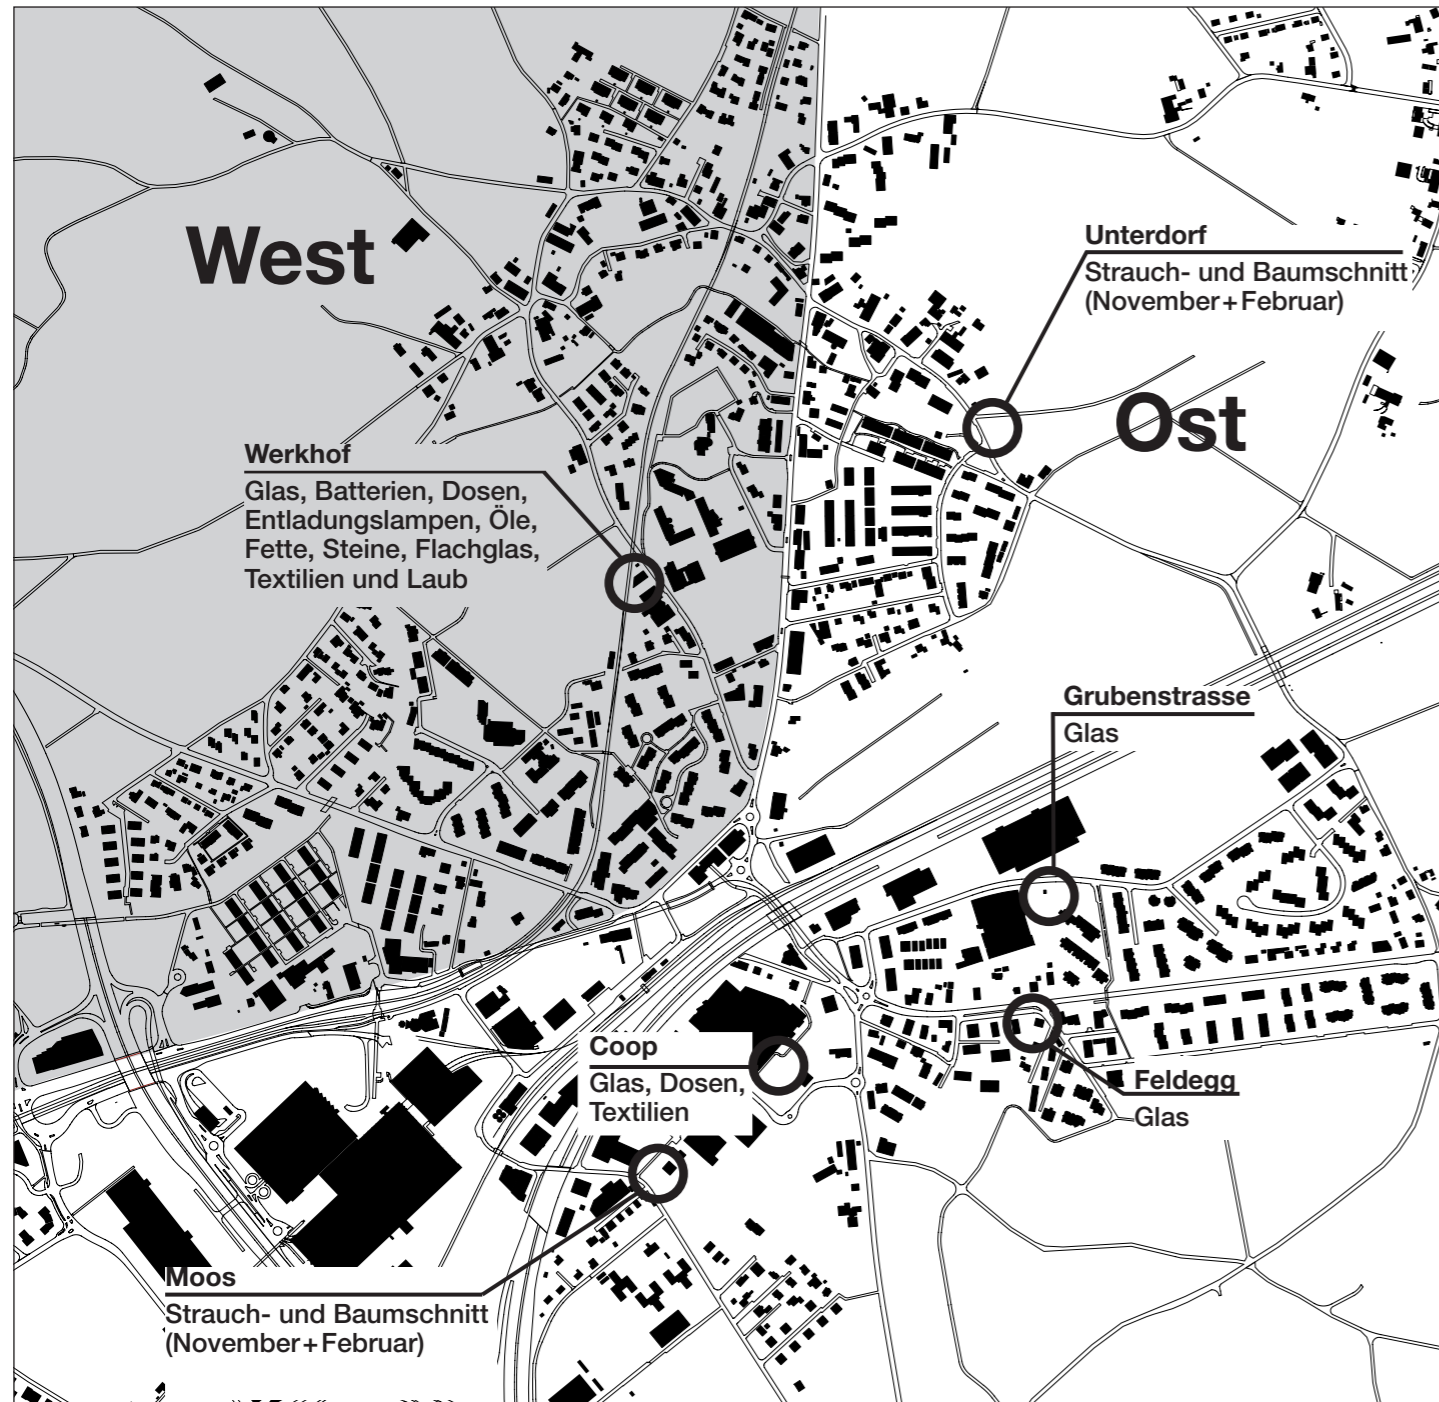 West
Unterdorf
Strauch- und Baumschnitt
(November+Februar)
Ost
Werkhof
Glas, Batterien, Dosen,
Entladungslampen, Öle,
Fette, Steine, Flachglas,
Textilien und Laub
Grubenstrasse
Glas
Coop
Glas, Dosen,
Textilien
Feldegg
Glas
Moos
Strauch- und Baumschnitt
(November+Februar)